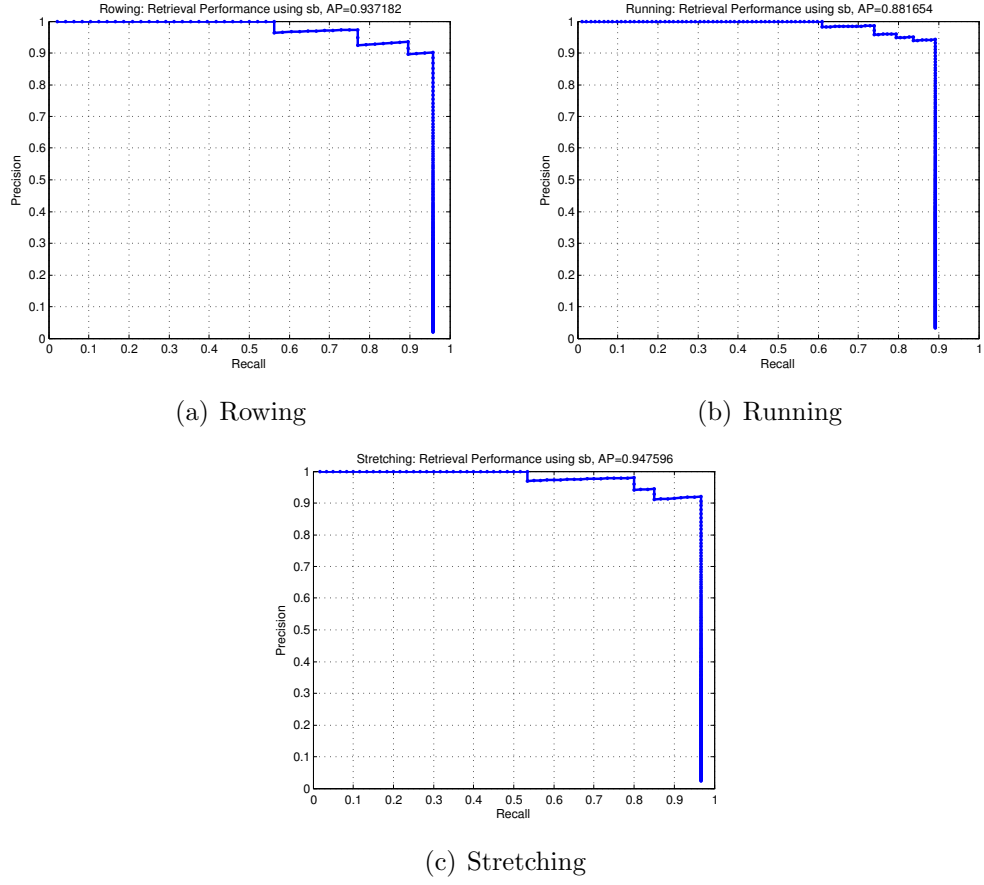 Rowing: Retrieval Performance using sb, AP=0.937182
1
0.9
0.8
0.7
0.6
0.5
0.4
0.3
0.2
0.1
0
Precision
0 0.1 0.2 0.3 0.4 0.5 0.6 0.7 0.8 0.9 1
Recall
(a) Rowing
Running: Retrieval Performance using sb, AP=0.881654
1
0.9
0.8
0.7
0.6
0.5
0.4
0.3
0.2
0.1
0
Precision
0 0.1 0.2 0.3 0.4 0.5 0.6 0.7 0.8 0.9 1
Recall
(b) Running
Stretching: Retrieval Performance using sb, AP=0.947596
1
0.9
0.8
0.7
0.6
0.5
0.4
0.3
0.2
0.1
0
Precision
0 0.1 0.2 0.3 0.4 0.5 0.6 0.7 0.8 0.9 1
Recall
(c) Stretching